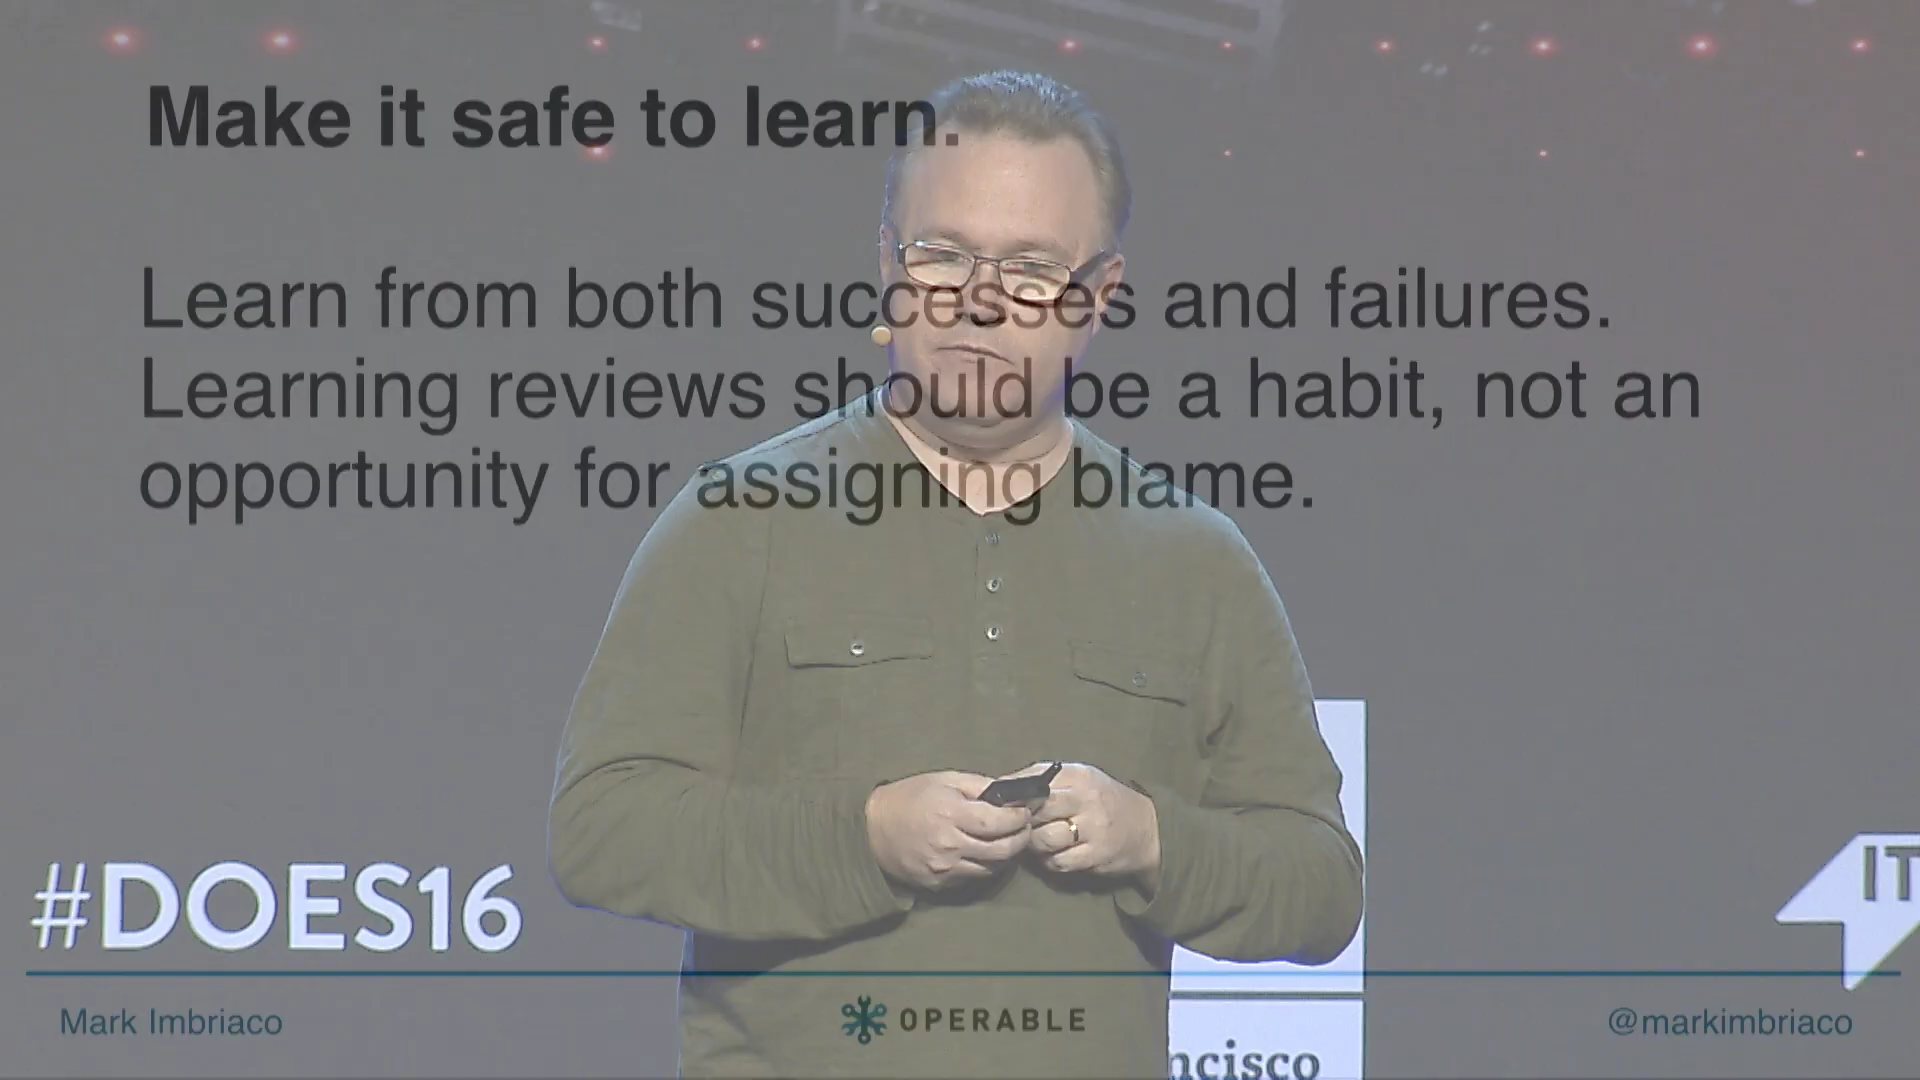 Make it safe to learn.
Learn from both successes and failures.
Learning reviews should be a habit, not an
opportunity for assigning blame.
#DOES16
IT
Mark Imbriaco
OPERABLE
@markimbriaco
ncisco